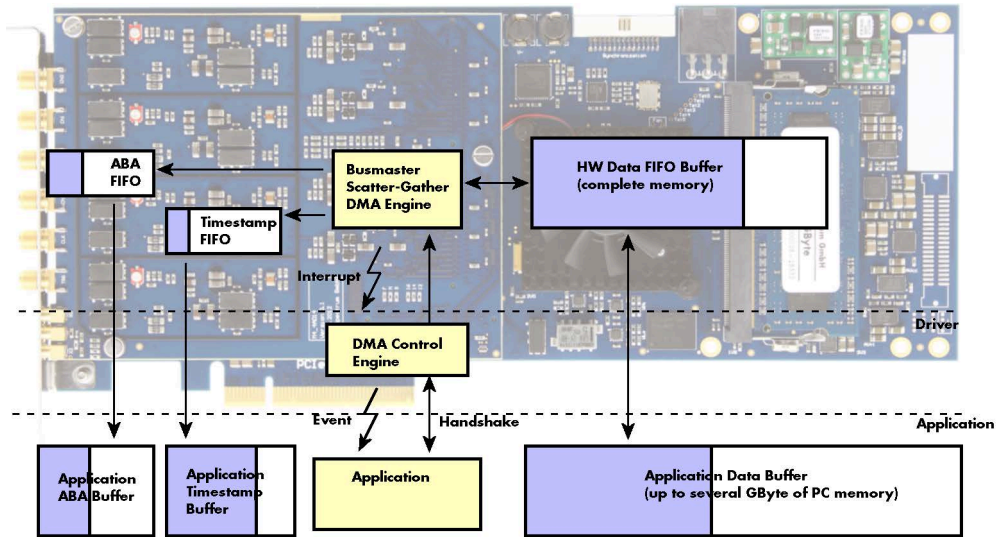 Synchronisation
ABA
FIFO
Busmaster
Scatter-Gather
DMA Engine
HW Data FIFO Buffer
(complete memory)
Timestamp
FIFO
Interrupt
Driver
DMA Control
Engine
PCI
Event
Handshake
Application
Application
ABA Buffer
Application
Timestamp
Buffer
Application
Application Data Buffer
(up to several GByte of PC memory)